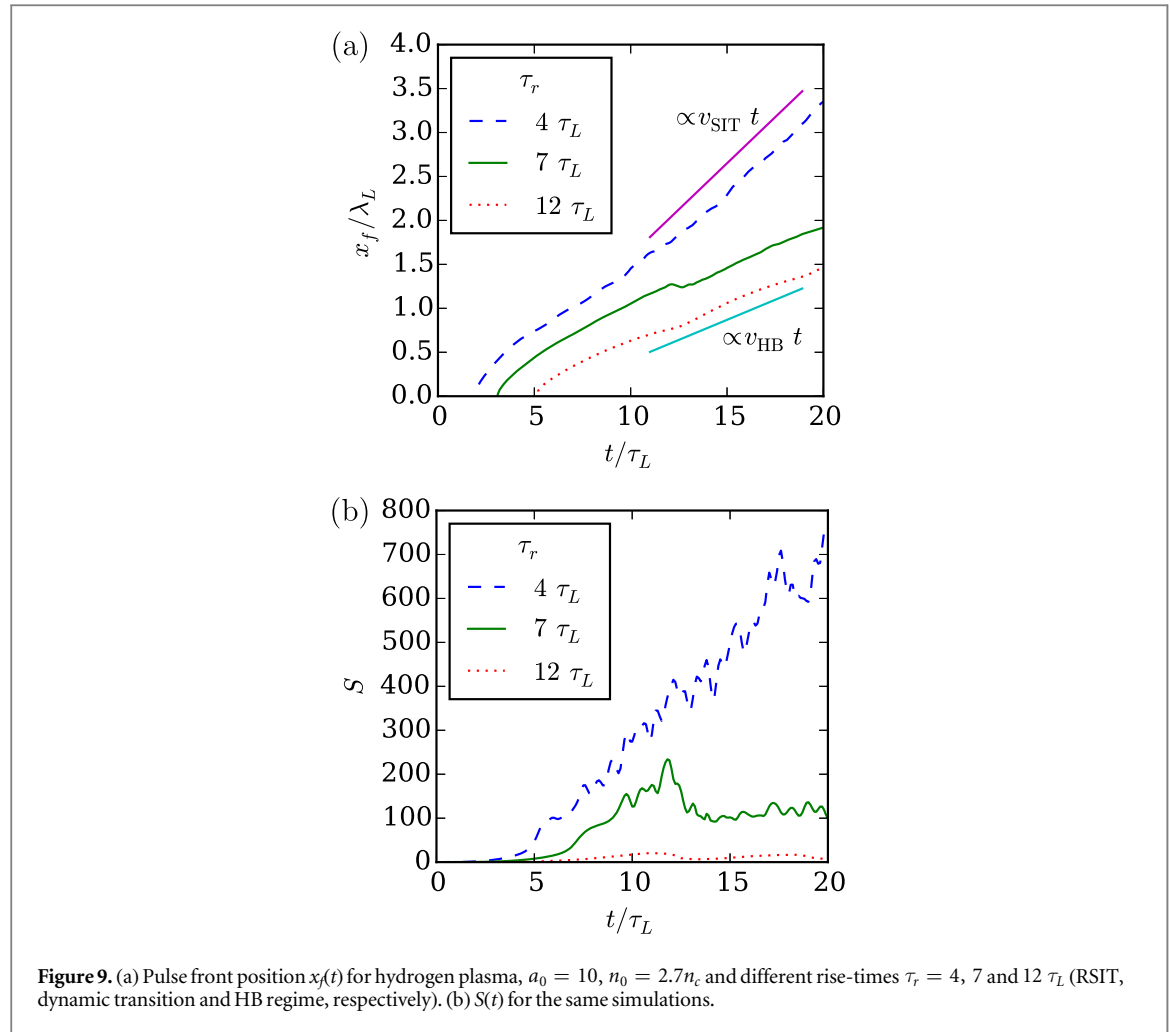 (a)
4.0
3.5
3.0
2.5
2.0
1.5
1.0
0.5
0.0
x_f/λ_L
τ_r
4 τ_L
7 τ_L
12 τ_L
∝v_SIT t
∝v_HB t
0 5 10 15 20
t/τ_L
(b)
800
700
600
500
400
300
200
100
0
S
τ_r
4 τ_L
7 τ_L
12 τ_L
0 5 10 15 20
t/τ_L
Figure 9. (a) Pulse front position x_f(t) for hydrogen plasma, a_0 = 10, n_0 = 2.7n_c and different rise-times τ_r = 4, 7 and 12 τ_L (RSIT,
dynamic transition and HB regime, respectively). (b) S(t) for the same simulations.